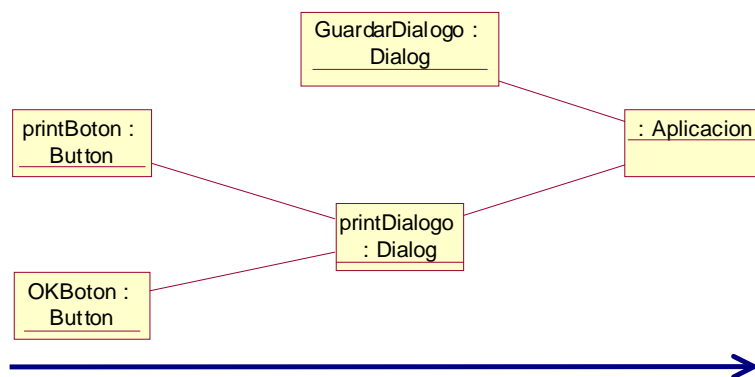 GuardarDialogo :
Dialog
printBoton :
Button
: Aplicacion
printDialogo
: Dialog
OKBoton :
Button